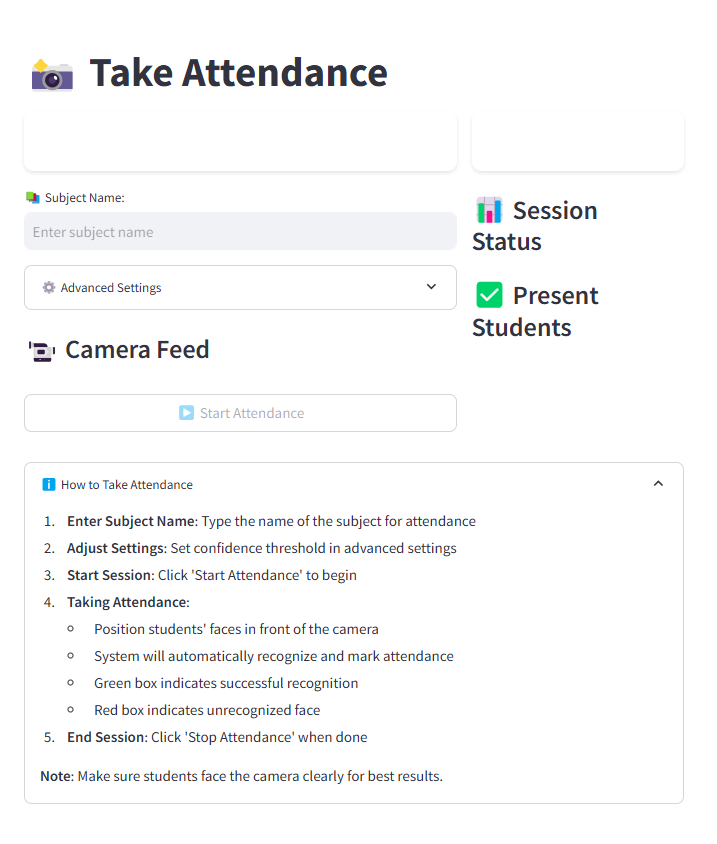 Take Attendance
Subject Name:
Enter subject name
Advanced Settings
Camera Feed
Start Attendance
Session
Status
Present
Students
How to Take Attendance
1. Enter Subject Name: Type the name of the subject for attendance
2. Adjust Settings: Set confidence threshold in advanced settings
3. Start Session: Click 'Start Attendance' to begin
4. Taking Attendance:
Position students' faces in front of the camera
System will automatically recognize and mark attendance
Green box indicates successful recognition
Red box indicates unrecognized face
5. End Session: Click 'Stop Attendance' when done
Note: Make sure students face the camera clearly for best results.